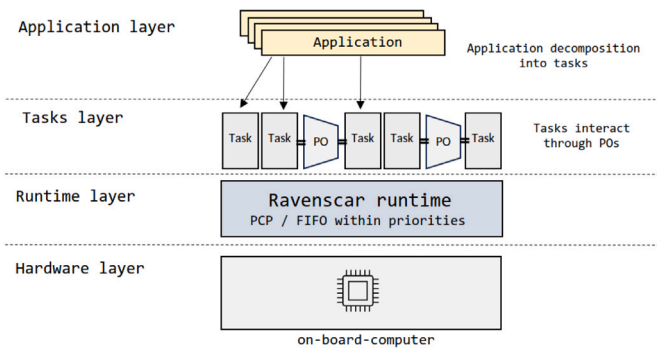 Application layer
Application
Application decomposition
into tasks
Tasks layer
Task Task PO Task Task PO Task
Tasks interact
through POs
Runtime layer
Ravenscar runtime
PCP / FIFO within priorities
Hardware layer
on-board-computer